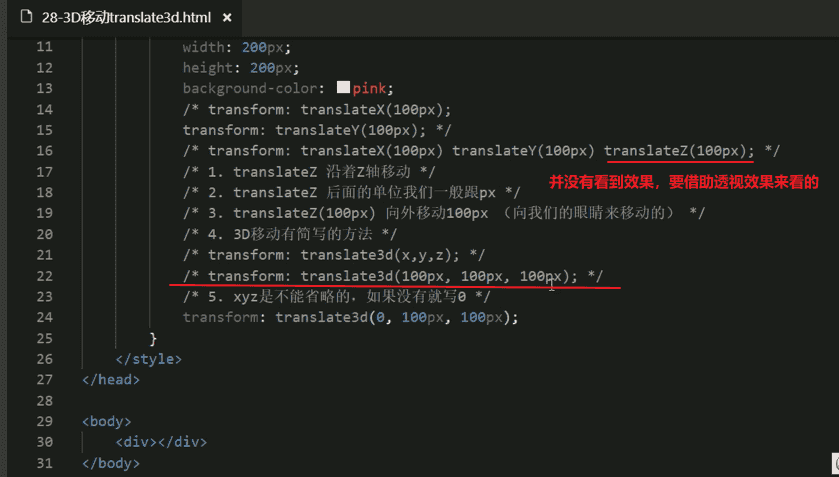 28-3D移动translate3d.html ×
11 width: 200px;
12 height: 200px;
13 background-color: pink;
14 /* transform: translateX(100px);
15 transform: translateY(100px); */
16 /* transform: translateX(100px) translateY(100px) translateZ(100px); */
17 /* 1. translateZ 沿着Z轴移动 */
并没有看到效果，要借助透视效果来看的
18 /* 2. translateZ 后面的单位我们一般跟px */
19 /* 3. translateZ(100px) 向外移动100px （向我们的眼睛来移动的） */
20 /* 4. 3D移动有简写的方法 */
21 /* transform: translate3d(x,y,z); */
22 /* transform: translate3d(100px, 100px, 100px); */
23 /* 5. xyz是不能省略的，如果没有就写0 */
24 transform: translate3d(0, 100px, 100px);
25 }
26 </style>
27 </head>
28
29 <body>
30 <div></div>
31 </body>